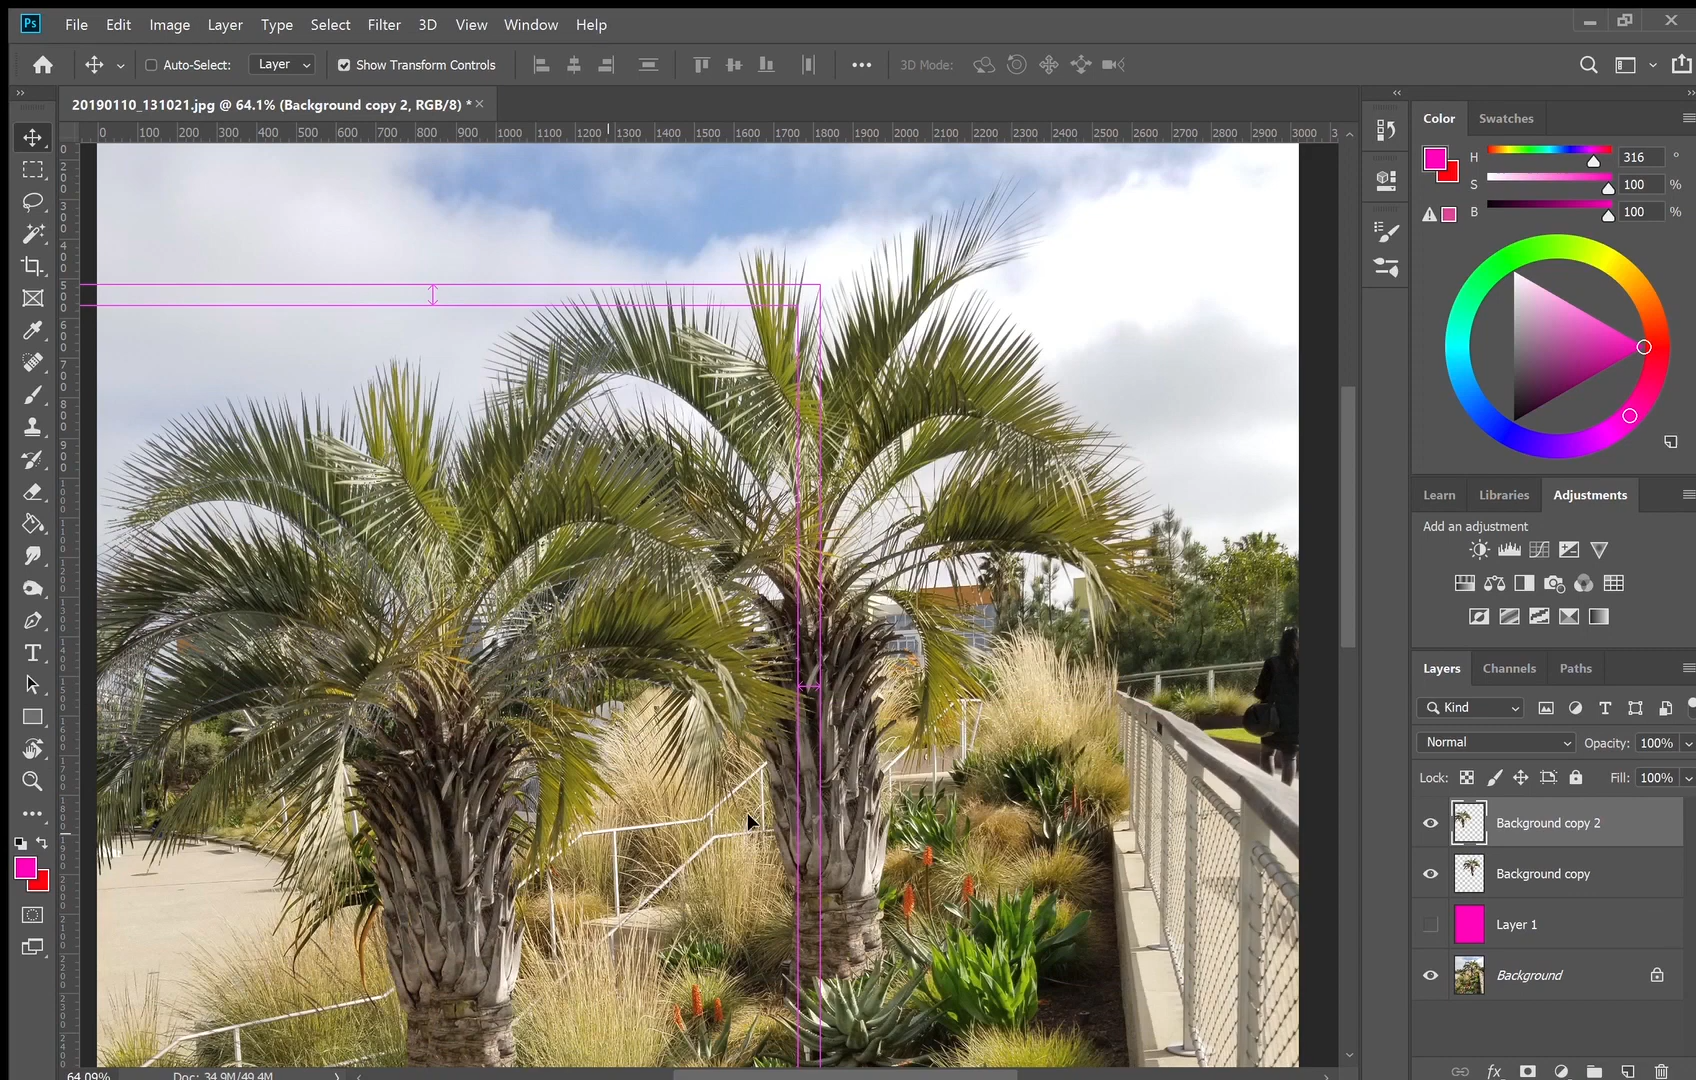 Ps File Edit Image Layer Type Select Filter 3D View Window Help
Auto-Select: Layer Show Transform Controls 3D Mode:
20190110_131021.jpg @ 64.1% (Background copy 2, RGB/8) *
0 100 200 300 400 500 600 700 800 900 1000 1100 1200 1300 1400 1500 1600 1700 1800 1900 2000 2100 2200 2300 2400 2500 2600 2700 2800 2900 3000 3
Color Swatches
H 316 °
S 100 %
B 100 %
Learn Libraries Adjustments
Add an adjustment
Layers Channels Paths
Kind
Normal Opacity: 100%
Lock: Fill: 100%
Background copy 2
Background copy
Layer 1
Background
fx
64.09% Doc: 34.9M/49.4M